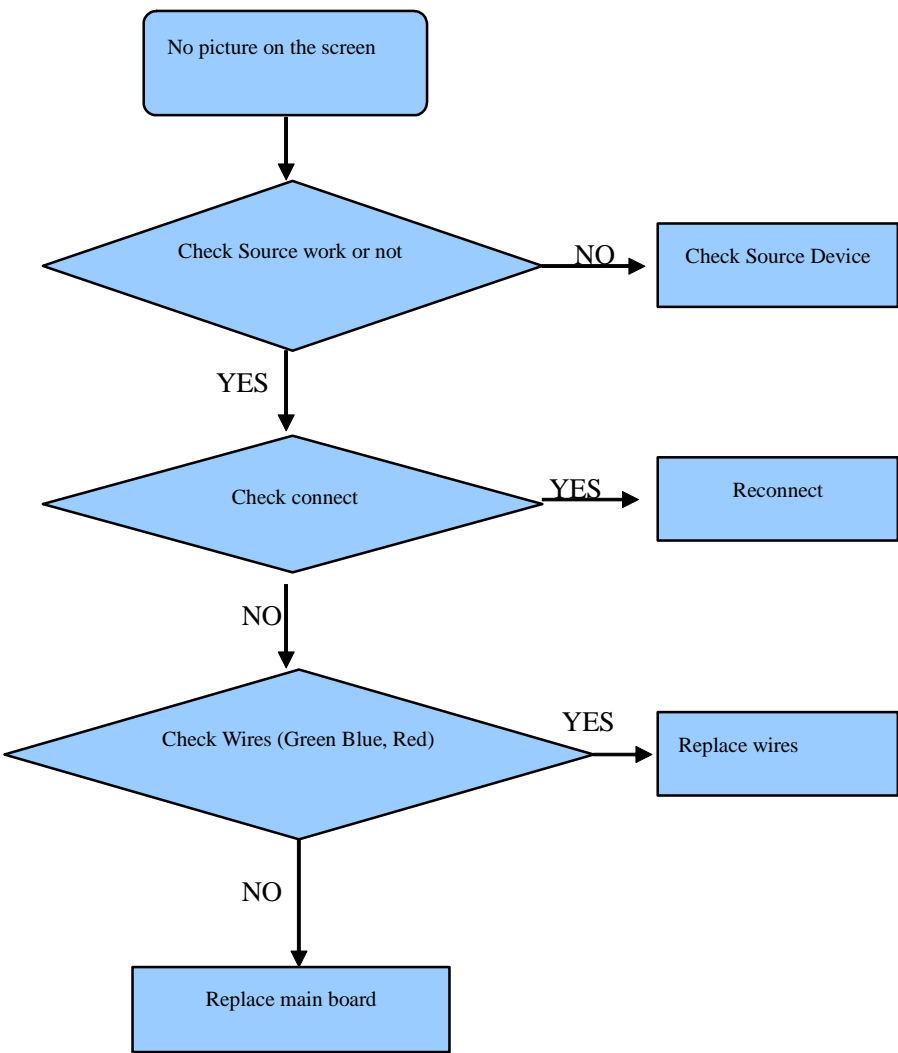 No picture on the screen
Check Source work or not
NO
Check Source Device
YES
Check connect
YES
Reconnect
NO
Check Wires (Green Blue, Red)
YES
Replace wires
NO
Replace main board